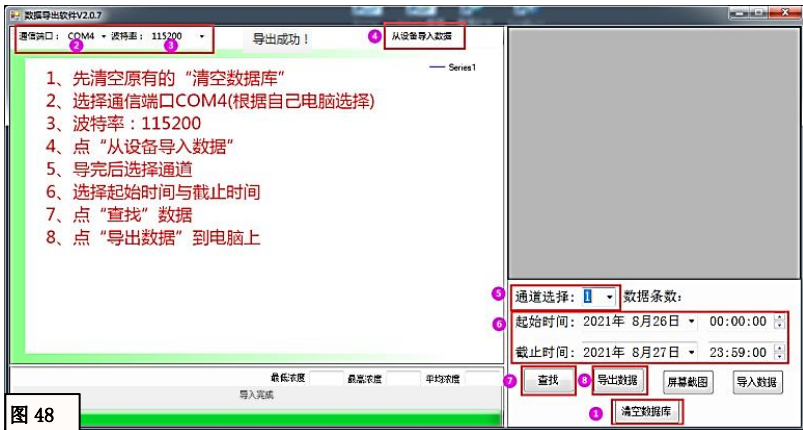 数据导出软件V2.0.7
通信端口： COM4 波特率： 115200 导出成功！ 4 从设备导入数据
2 3
Series1
1、先清空原有的“清空数据库”
2、选择通信端口COM4(根据自己电脑选择)
3、波特率：115200
4、点“从设备导入数据”
5、导完后选择通道
6、选择起始时间与截止时间
7、点“查找”数据
8、点“导出数据”到电脑上
5 通道选择： 1 数据条数：
6 起始时间： 2021年 8月26日 00:00:00
截止时间： 2021年 8月27日 23:59:00
最低浓度 最高浓度 平均浓度
导入完成
7 查找 8 导出数据 屏幕截图 导入数据
1 清空数据库
图 48